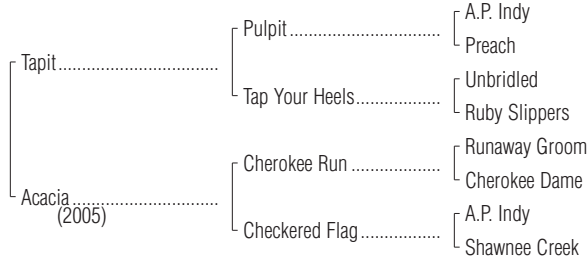 A.P. Indy
Pulpit
Preach
Tapit
Unbridled
Tap Your Heels
Ruby Slippers
Runaway Groom
Cherokee Run
Cherokee Dame
Acacia
(2005)
A.P. Indy
Checkered Flag
Shawnee Creek